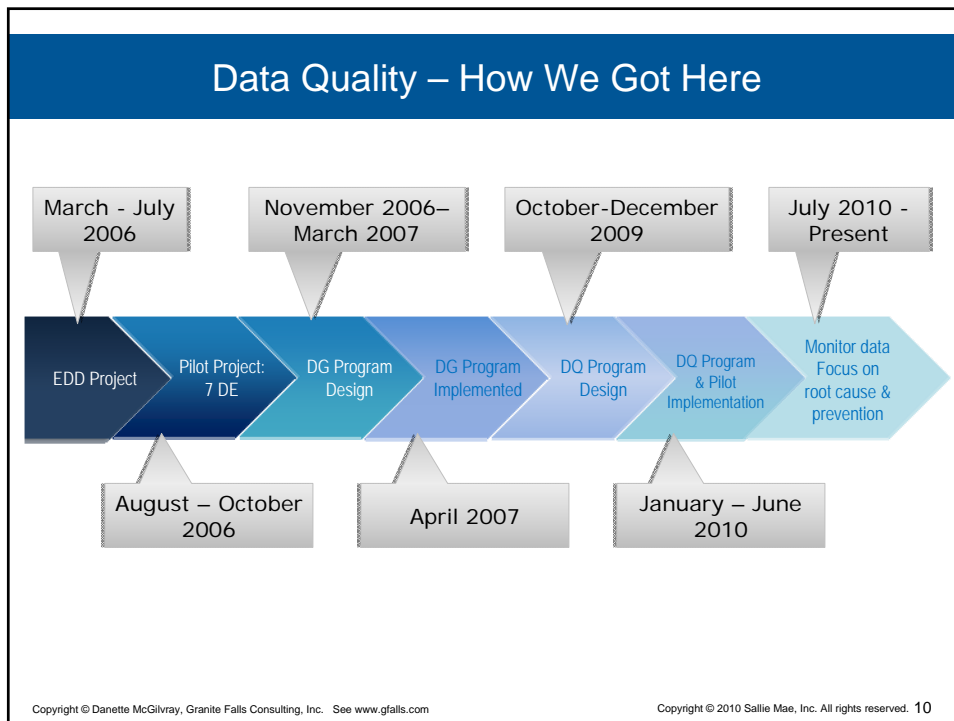 Data Quality – How We Got Here
March - July
2006
November 2006–
March 2007
October-December
2009
July 2010 -
Present
EDD Project
Pilot Project:
7 DE
DG Program
Design
DG Program
Implemented
DQ Program
Design
DQ Program
& Pilot
Implementation
Monitor data
Focus on
root cause &
prevention
August – October
2006
April 2007
January – June
2010
Copyright © Danette McGilvray, Granite Falls Consulting, Inc. See www.gfalls.com
Copyright © 2010 Sallie Mae, Inc. All rights reserved. 10